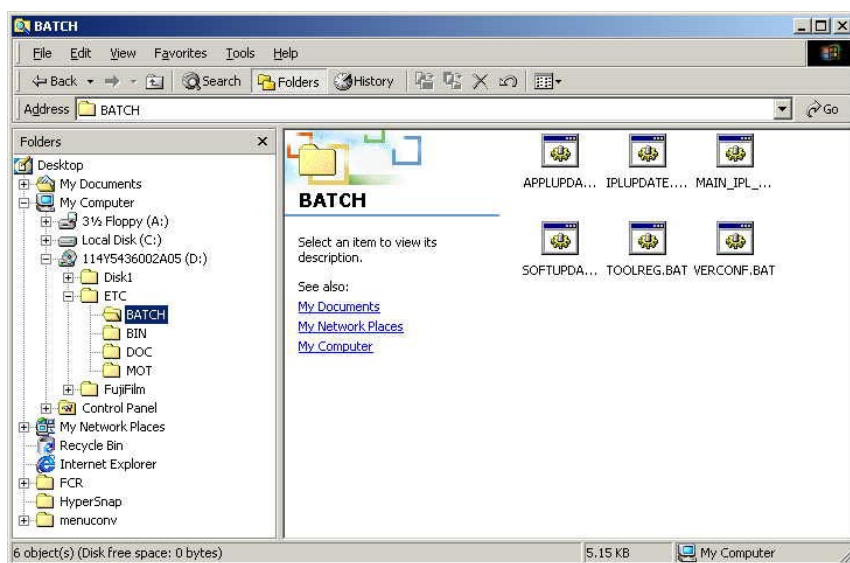 BATCH
File Edit View Favorites Tools Help
Back Search Folders History
Address BATCH Go
Folders
Desktop
My Documents
My Computer
3½ Floppy (A:)
Local Disk (C:)
114Y5436002A05 (D:)
Disk1
ETC
BATCH
BIN
DOC
MOT
FujiFilm
Control Panel
My Network Places
Recycle Bin
Internet Explorer
FCR
HyperSnap
menuconv
BATCH
Select an item to view its
description.
See also:
My Documents
My Network Places
My Computer
APPLUPDA... IPLUPDATE.... MAIN_IPL_...
SOFTUPDA... TOOLREG.BAT VERCONF.BAT
6 object(s) (Disk free space: 0 bytes) 5.15 KB My Computer